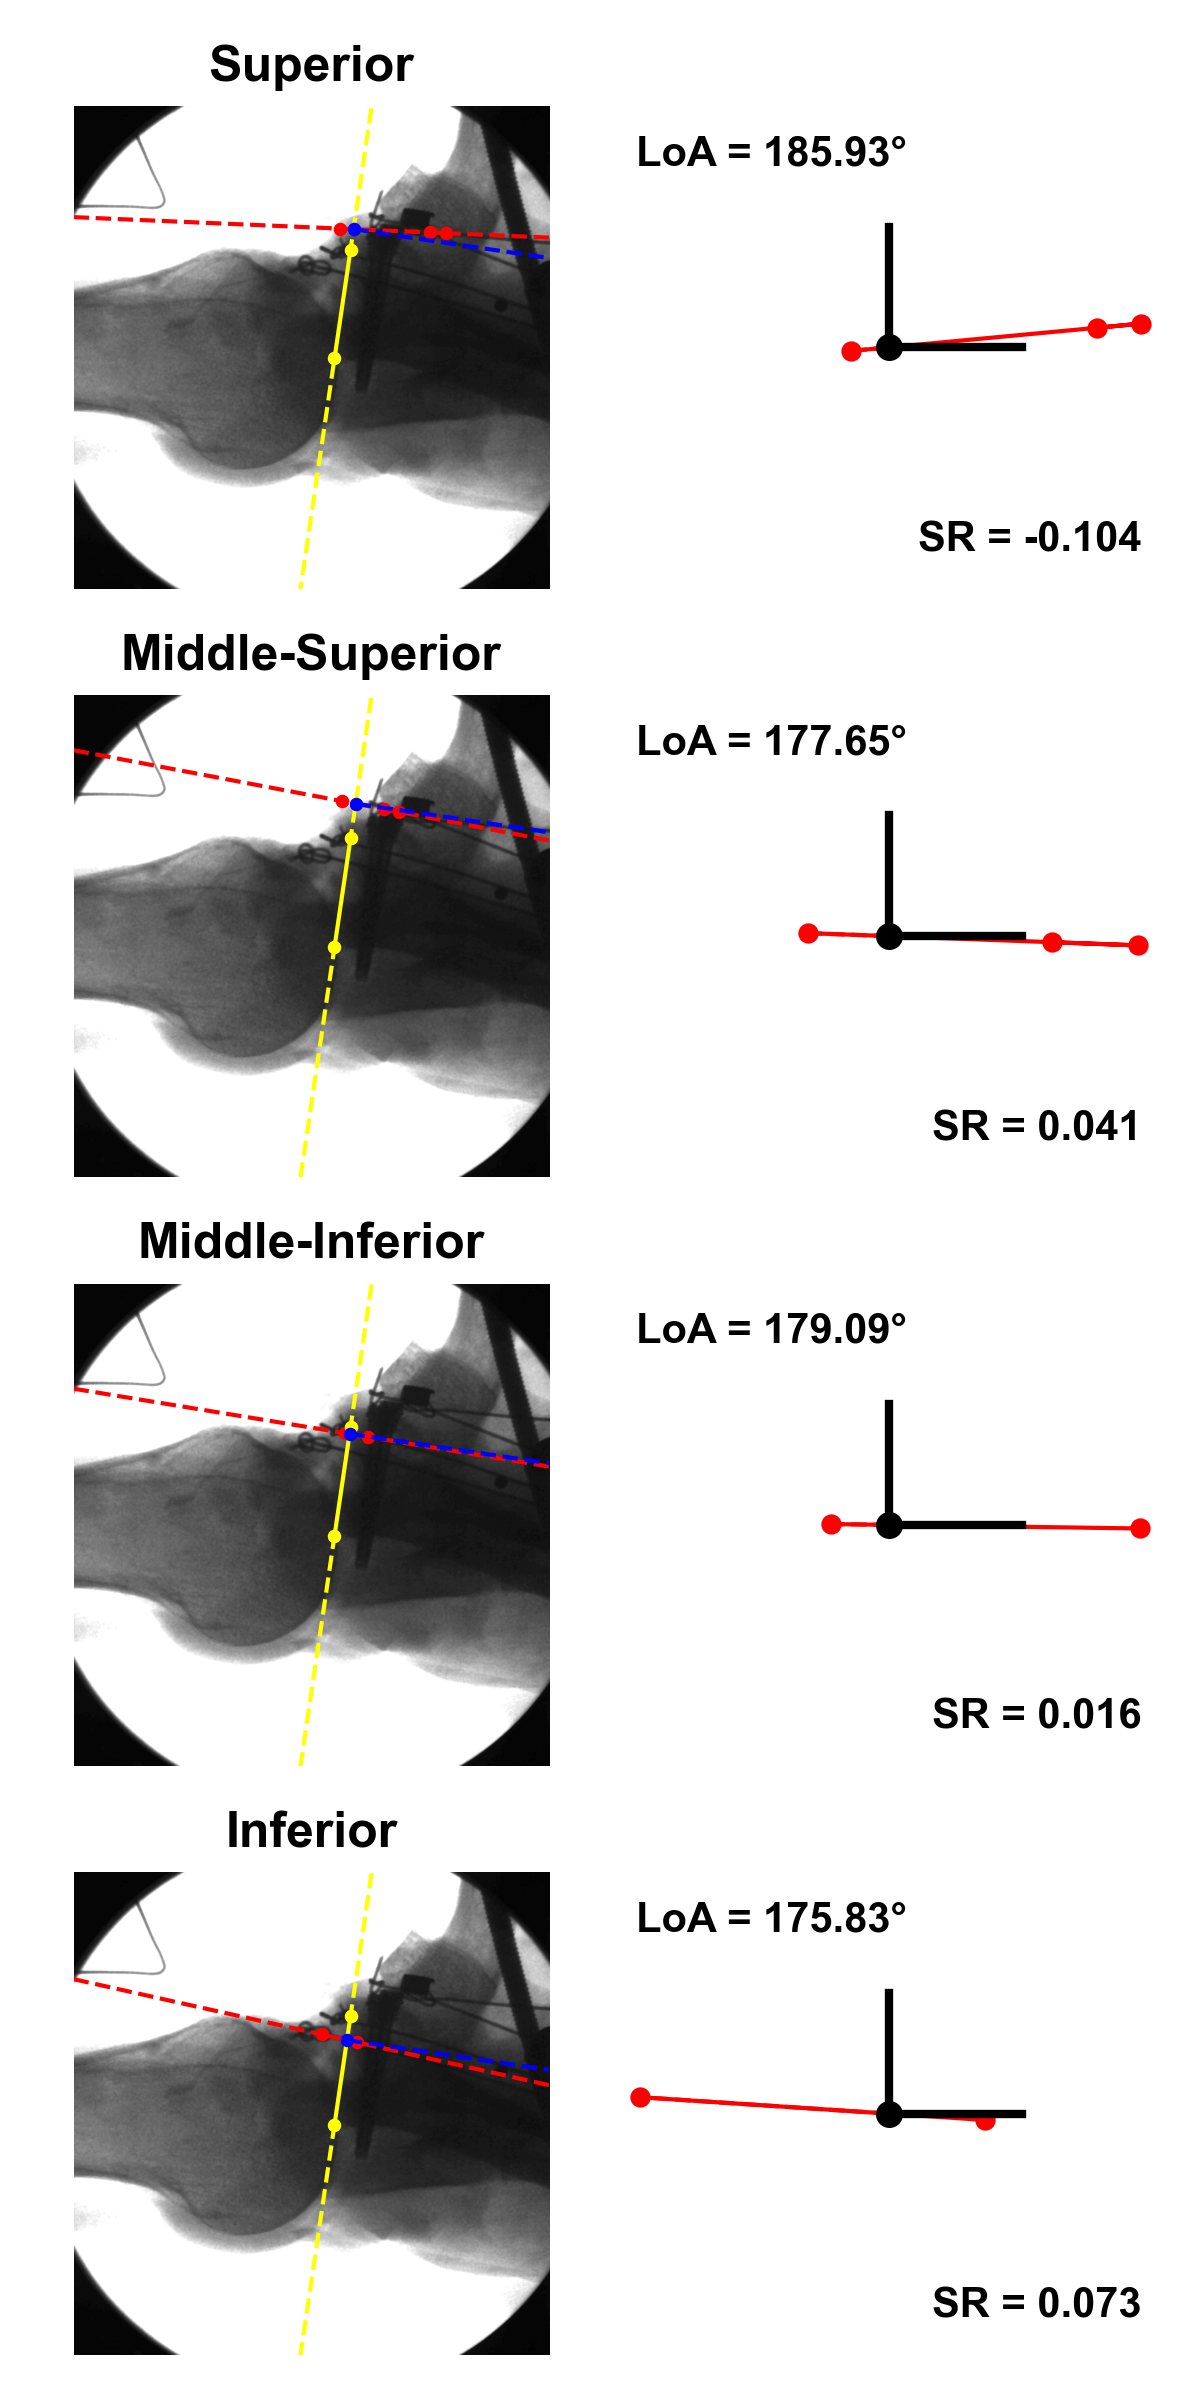 Superior
LoA = 185.93°
SR = -0.104
Middle-Superior
LoA = 177.65°
SR = 0.041
Middle-Inferior
LoA = 179.09°
SR = 0.016
Inferior
LoA = 175.83°
SR = 0.073